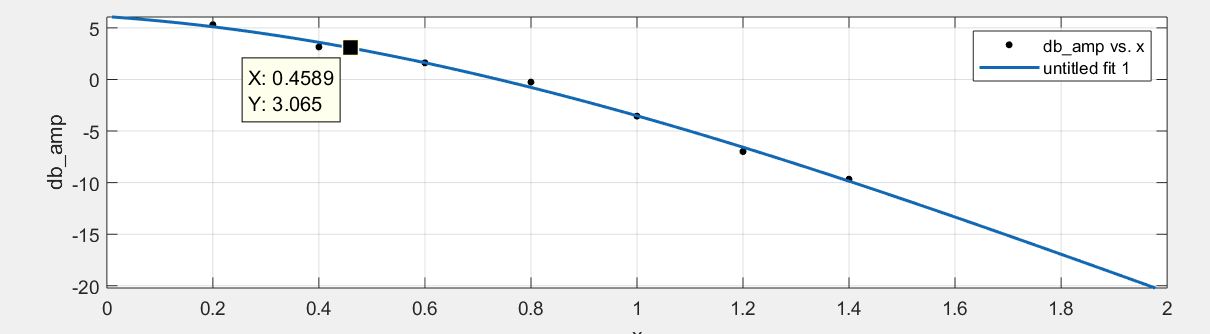 5
0
-5
-10
-15
-20
db_amp
X: 0.4589
Y: 3.065
db_amp vs. x
untitled fit 1
0 0.2 0.4 0.6 0.8 1 1.2 1.4 1.6 1.8 2